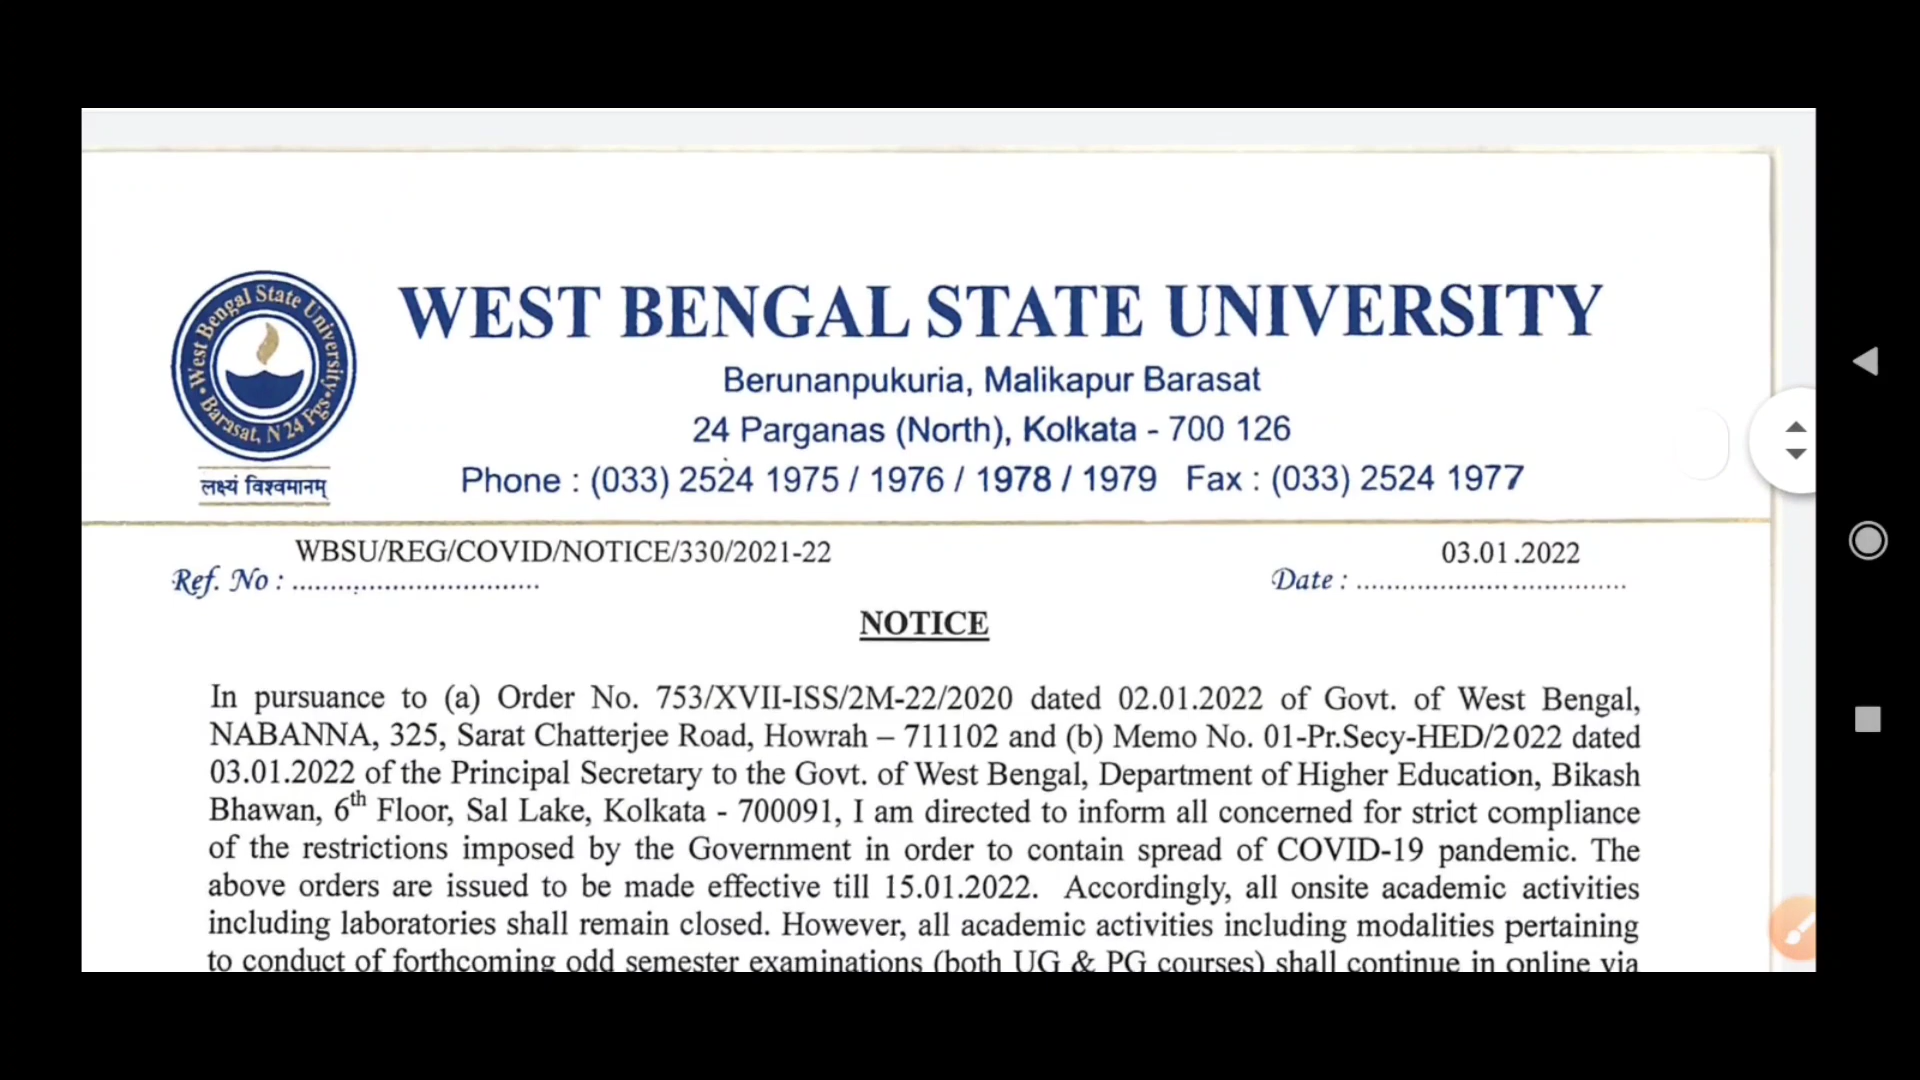 West Bengal State University
Barasat, N 24 Pgs
लक्ष्यं विश्वमानम्
WEST BENGAL STATE UNIVERSITY
Berunanpukuria, Malikapur Barasat
24 Parganas (North), Kolkata - 700 126
Phone : (033) 2524 1975 / 1976 / 1978 / 1979 Fax : (033) 2524 1977
WBSU/REG/COVID/NOTICE/330/2021-22 03.01.2022
Ref. No : .................................. Date : ....................................
NOTICE
In pursuance to (a) Order No. 753/XVII-ISS/2M-22/2020 dated 02.01.2022 of Govt. of West Bengal,
NABANNA, 325, Sarat Chatterjee Road, Howrah – 711102 and (b) Memo No. 01-Pr.Secy-HED/2022 dated
03.01.2022 of the Principal Secretary to the Govt. of West Bengal, Department of Higher Education, Bikash
Bhawan, 6th Floor, Sal Lake, Kolkata - 700091, I am directed to inform all concerned for strict compliance
of the restrictions imposed by the Government in order to contain spread of COVID-19 pandemic. The
above orders are issued to be made effective till 15.01.2022. Accordingly, all onsite academic activities
including laboratories shall remain closed. However, all academic activities including modalities pertaining
to conduct of forthcoming odd semester examinations (both UG & PG courses) shall continue in online via